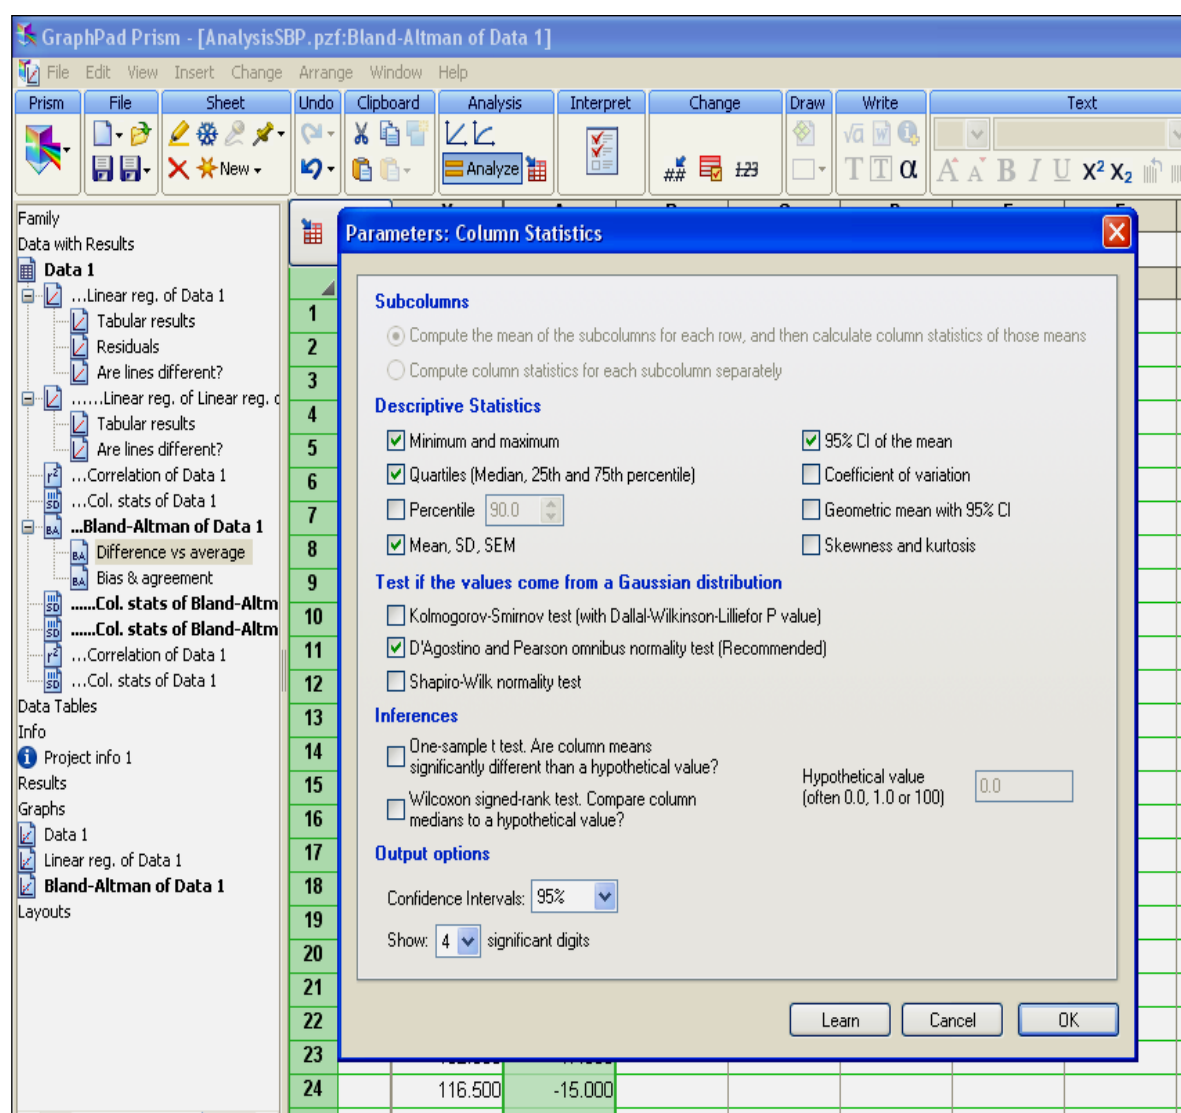 GraphPad Prism - [AnalysisSBP.pzf:Bland-Altman of Data 1]
File Edit View Insert Change Arrange Window Help
Prism File Sheet Undo Clipboard Analysis Interpret Change Draw Write Text
New Analyze ## 123 √α W T T α A A B I U X² X₂
Family
Data with Results
Data 1
...Linear reg. of Data 1
Tabular results
Residuals
Are lines different?
......Linear reg. of Linear reg.
Tabular results
Are lines different?
r² ...Correlation of Data 1
SD ...Col. stats of Data 1
BA ...Bland-Altman of Data 1
BA Difference vs average
BA Bias & agreement
SD ......Col. stats of Bland-Altm
SD ......Col. stats of Bland-Altm
r² ...Correlation of Data 1
SD ...Col. stats of Data 1
Data Tables
Info
Project info 1
Results
Graphs
Data 1
Linear reg. of Data 1
Bland-Altman of Data 1
Layouts
1
2
3
4
5
6
7
8
9
10
11
12
13
14
15
16
17
18
19
20
21
22
23
24 116.500 -15.000
Parameters: Column Statistics
Subcolumns
Compute the mean of the subcolumns for each row, and then calculate column statistics of those means
Compute column statistics for each subcolumn separately
Descriptive Statistics
Minimum and maximum 95% CI of the mean
Quartiles (Median, 25th and 75th percentile) Coefficient of variation
Percentile 90.0 Geometric mean with 95% CI
Mean, SD, SEM Skewness and kurtosis
Test if the values come from a Gaussian distribution
Kolmogorov-Smirnov test (with Dallal-Wilkinson-Lilliefor P value)
D'Agostino and Pearson omnibus normality test (Recommended)
Shapiro-Wilk normality test
Inferences
One-sample t test. Are column means
significantly different than a hypothetical value?
Wilcoxon signed-rank test. Compare column
medians to a hypothetical value?
Hypothetical value
(often 0.0, 1.0 or 100) 0.0
Output options
Confidence Intervals: 95%
Show: 4 significant digits
Learn Cancel OK